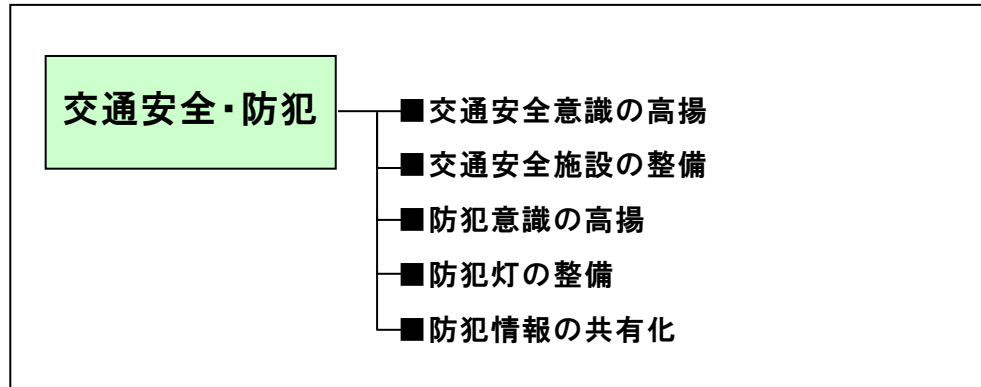 交通安全・防犯
■交通安全意識の高揚
■交通安全施設の整備
■防犯意識の高揚
■防犯灯の整備
■防犯情報の共有化